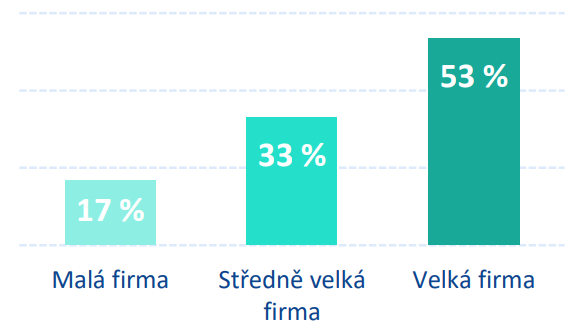 53 %
33 %
17 %
Malá firma
Středně velká
firma
Velká firma